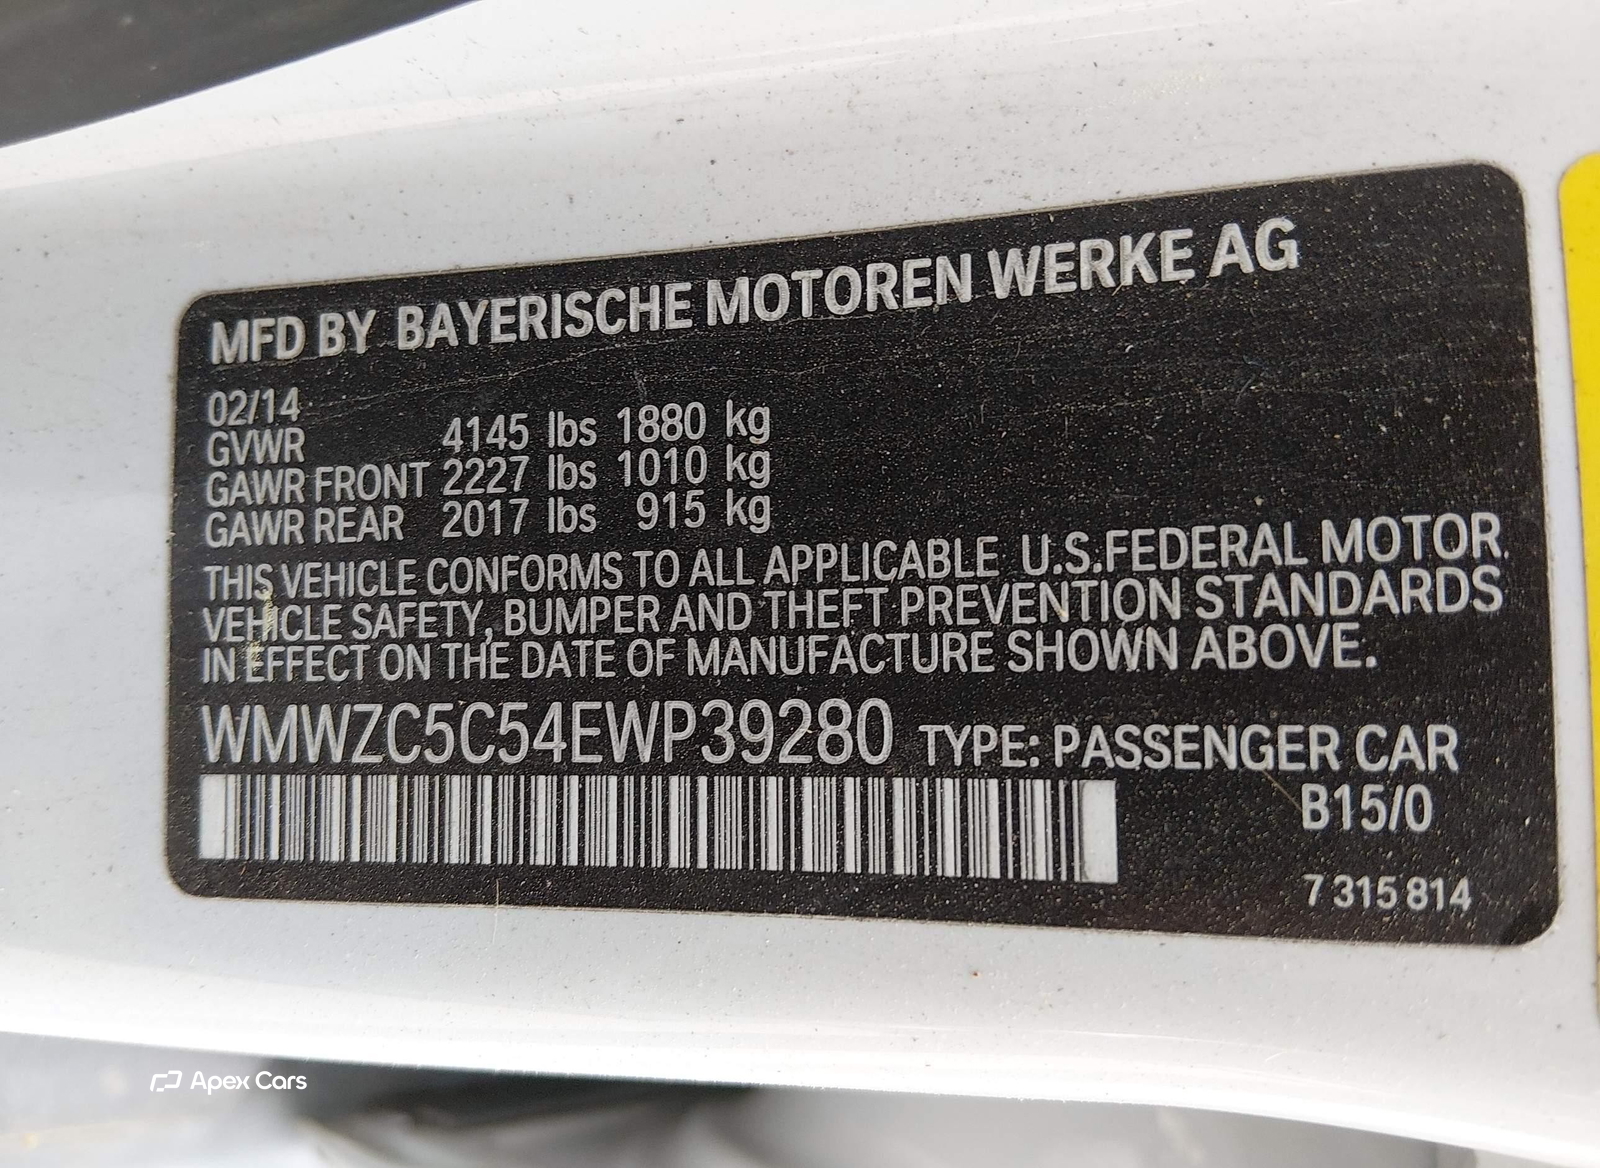 MFD BY BAYERISCHE MOTOREN WERKE AG
02/14
GVWR 4145 lbs 1880 kg
GAWR FRONT 2227 lbs 1010 kg
GAWR REAR 2017 lbs 915 kg
THIS VEHICLE CONFORMS TO ALL APPLICABLE U.S.FEDERAL MOTOR
VEHICLE SAFETY, BUMPER AND THEFT PREVENTION STANDARDS
IN EFFECT ON THE DATE OF MANUFACTURE SHOWN ABOVE.
WMWZC5C54EWP39280 TYPE: PASSENGER CAR
B15/0
7 315 814
Apex Cars